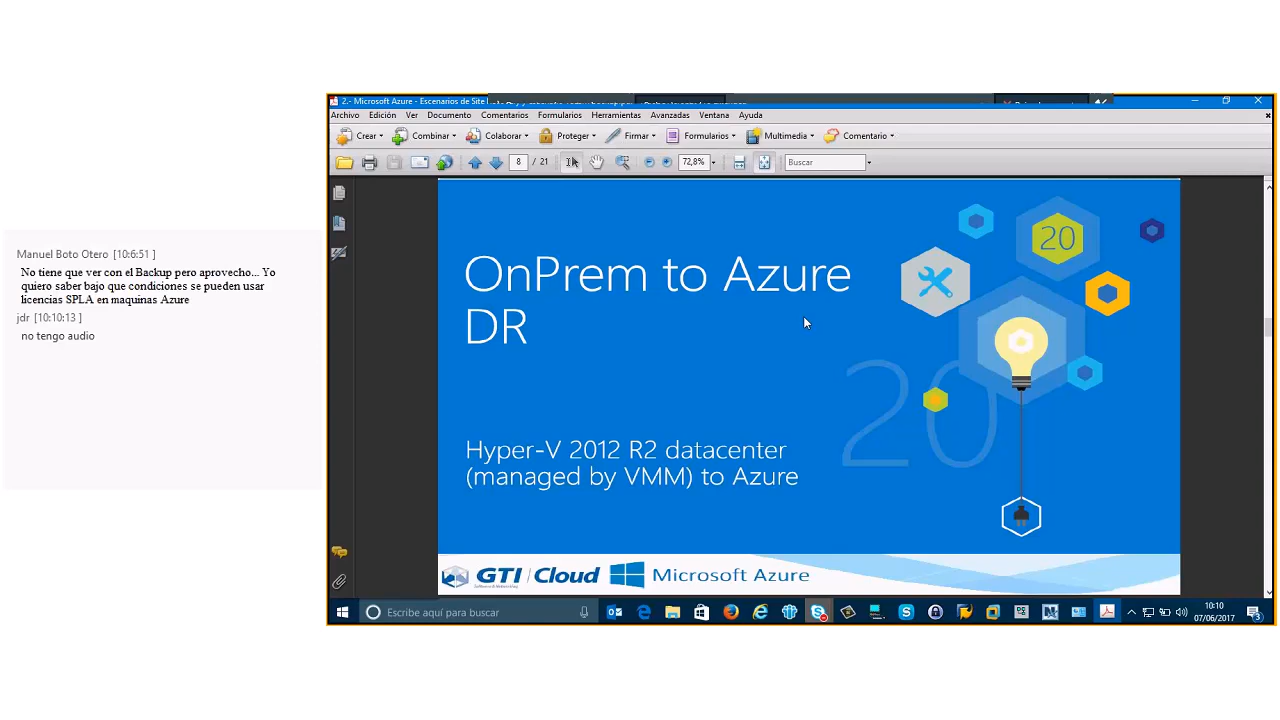 Manuel Boto Otero [10:6:51 ]
No tiene que ver con el Backup pero aprovecho... Yo
quiero saber bajo que condiciones se pueden usar
licencias SPLA en maquinas Azure
jdr [10:10:13 ]
no tengo audio
2.- Microsoft Azure - Escenarios de Site
Archivo Edición Ver Documento Comentarios Formularios Herramientas Avanzadas Ventana Ayuda
Crear Combinar Colaborar Proteger Firmar Formularios Multimedia Comentario
8 / 21 72,8% Buscar
20
OnPrem to Azure
DR
20
Hyper-V 2012 R2 datacenter
(managed by VMM) to Azure
GTI Cloud Microsoft Azure
Escribe aquí para buscar
10:10
07/06/2017
3